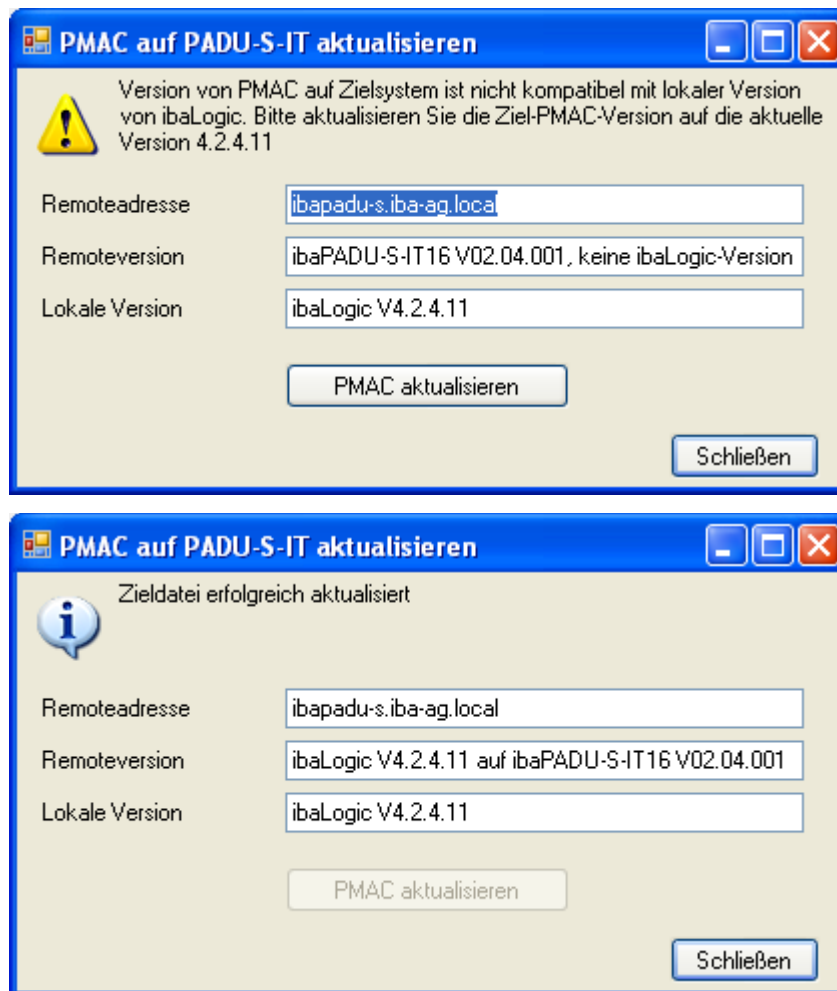 PMAC auf PADU-S-IT aktualisieren
Version von PMAC auf Zielsystem ist nicht kompatibel mit lokaler Version
von ibaLogic. Bitte aktualisieren Sie die Ziel-PMAC-Version auf die aktuelle
Version 4.2.4.11
Remoteadresse ibapadu-s.iba-ag.local
Remoteversion ibaPADU-S-IT16 V02.04.001, keine ibaLogic-Version
Lokale Version ibaLogic V4.2.4.11
PMAC aktualisieren
Schließen
PMAC auf PADU-S-IT aktualisieren
Zieldatei erfolgreich aktualisiert
Remoteadresse ibapadu-s.iba-ag.local
Remoteversion ibaLogic V4.2.4.11 auf ibaPADU-S-IT16 V02.04.001
Lokale Version ibaLogic V4.2.4.11
PMAC aktualisieren
Schließen